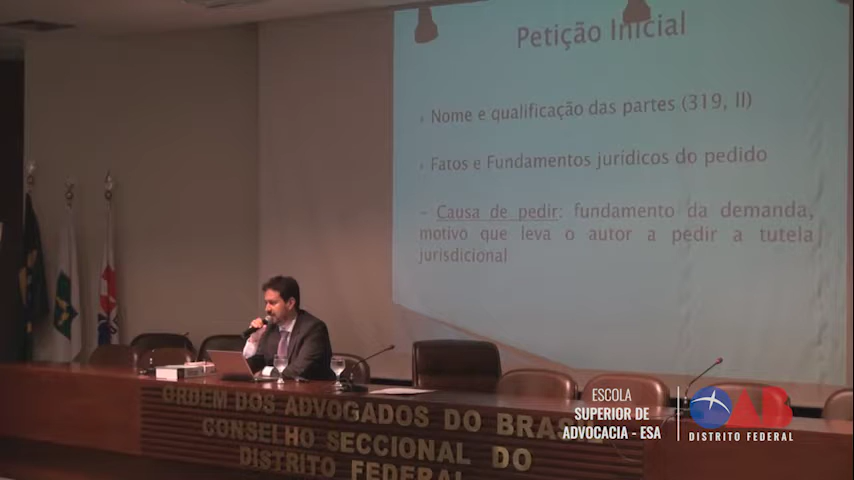 Petição Inicial
Nome e qualificação das partes (319, II)
Fatos e Fundamentos jurídicos do pedido
- Causa de pedir: fundamento da demanda,
motivo que leva o autor a pedir a tutela
jurisdicional
ORDEM DOS ADVOGADOS DO BRASIL
CONSELHO SECCIONAL DO
DISTRITO FEDERAL
ESCOLA
SUPERIOR DE
ADVOCACIA - ESA
OAB
DISTRITO FEDERAL